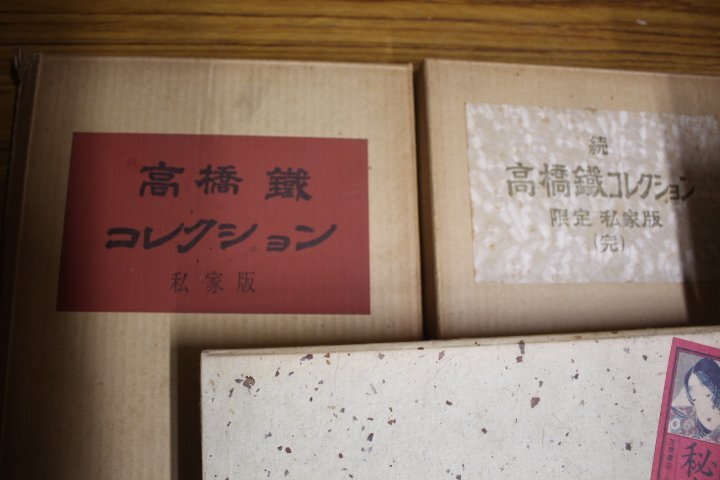 高橋 鐵
コレクション
私家版
続
高橋鐵コレクション
限定 私家版
(完)
秘